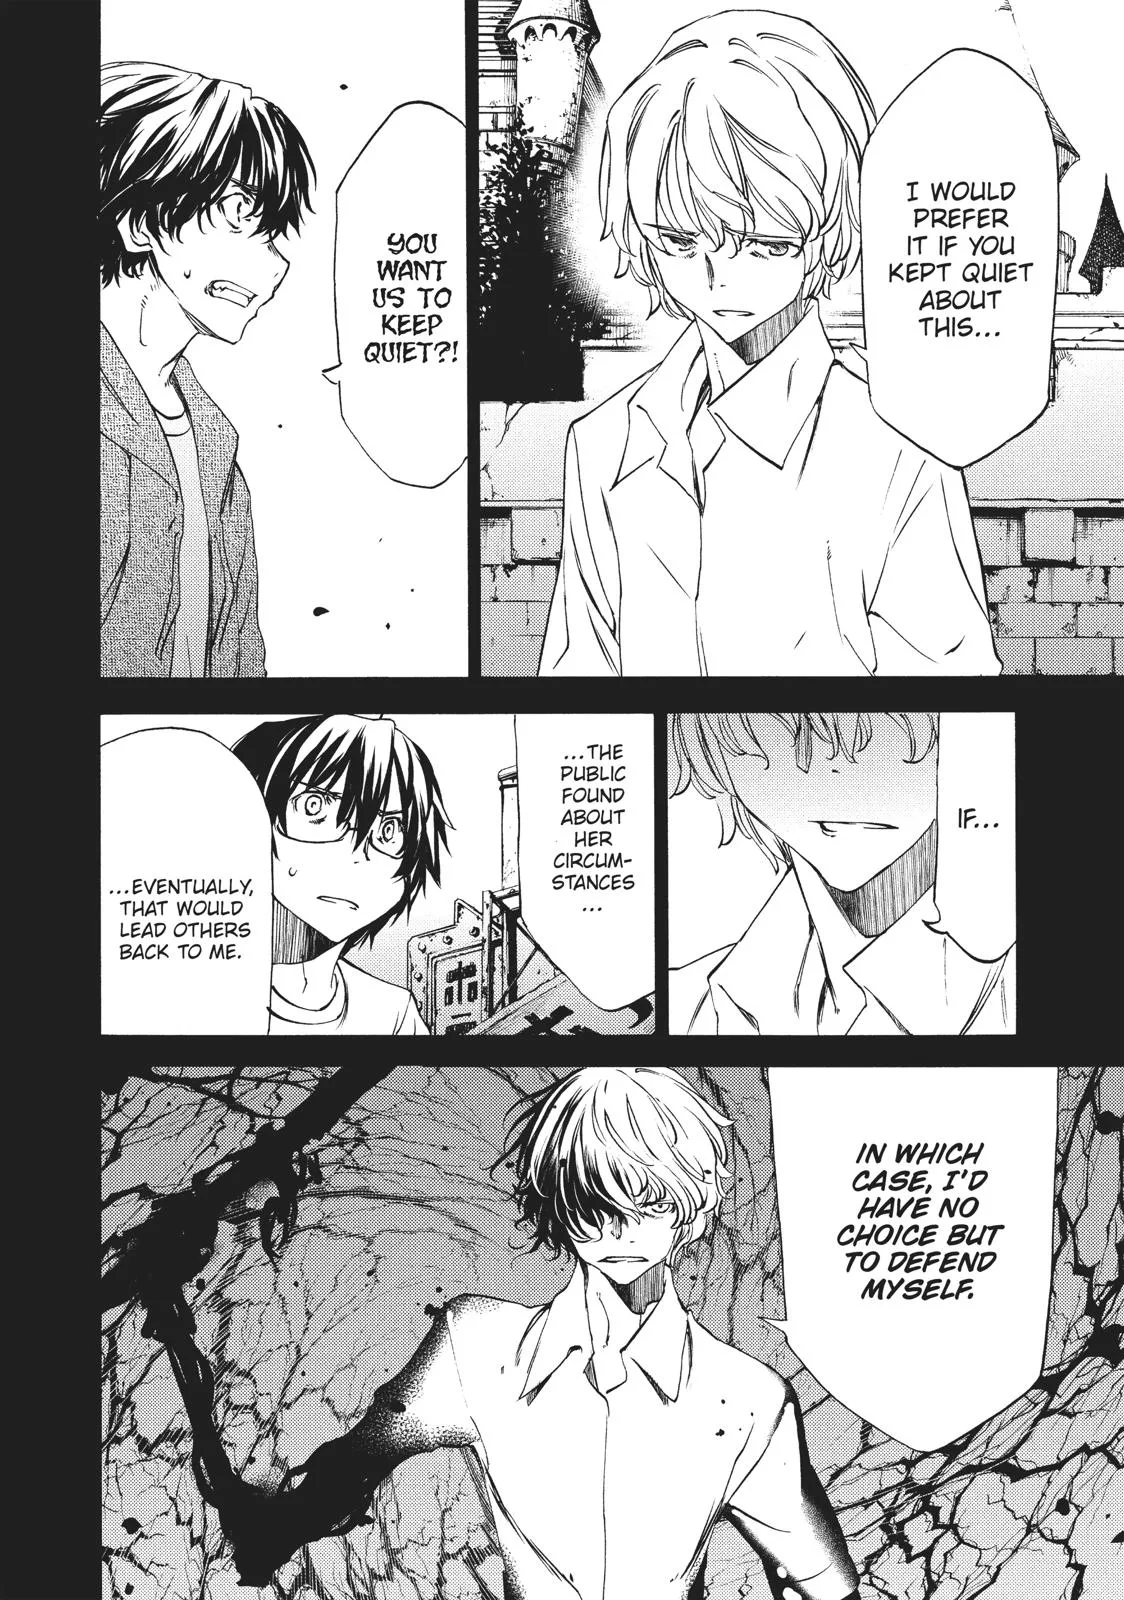 I WOULD
PREFER
IT IF YOU
KEPT QUIET
ABOUT
THIS...
YOU
WANT
US TO
KEEP
QUIET?!
IF...
...THE
PUBLIC
FOUND
ABOUT
HER
CIRCUM-
STANCES
...
...EVENTUALLY,
THAT WOULD
LEAD OTHERS
BACK TO ME.
IN WHICH
CASE, I'D
HAVE NO
CHOICE BUT
TO DEFEND
MYSELF.